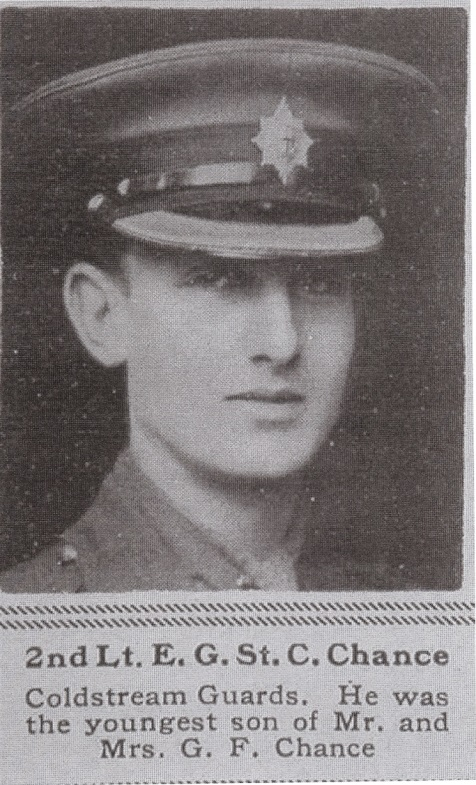 2nd Lt. E. G. St. C. Chance
Coldstream Guards. He was
the youngest son of Mr. and
Mrs. G. F. Chance